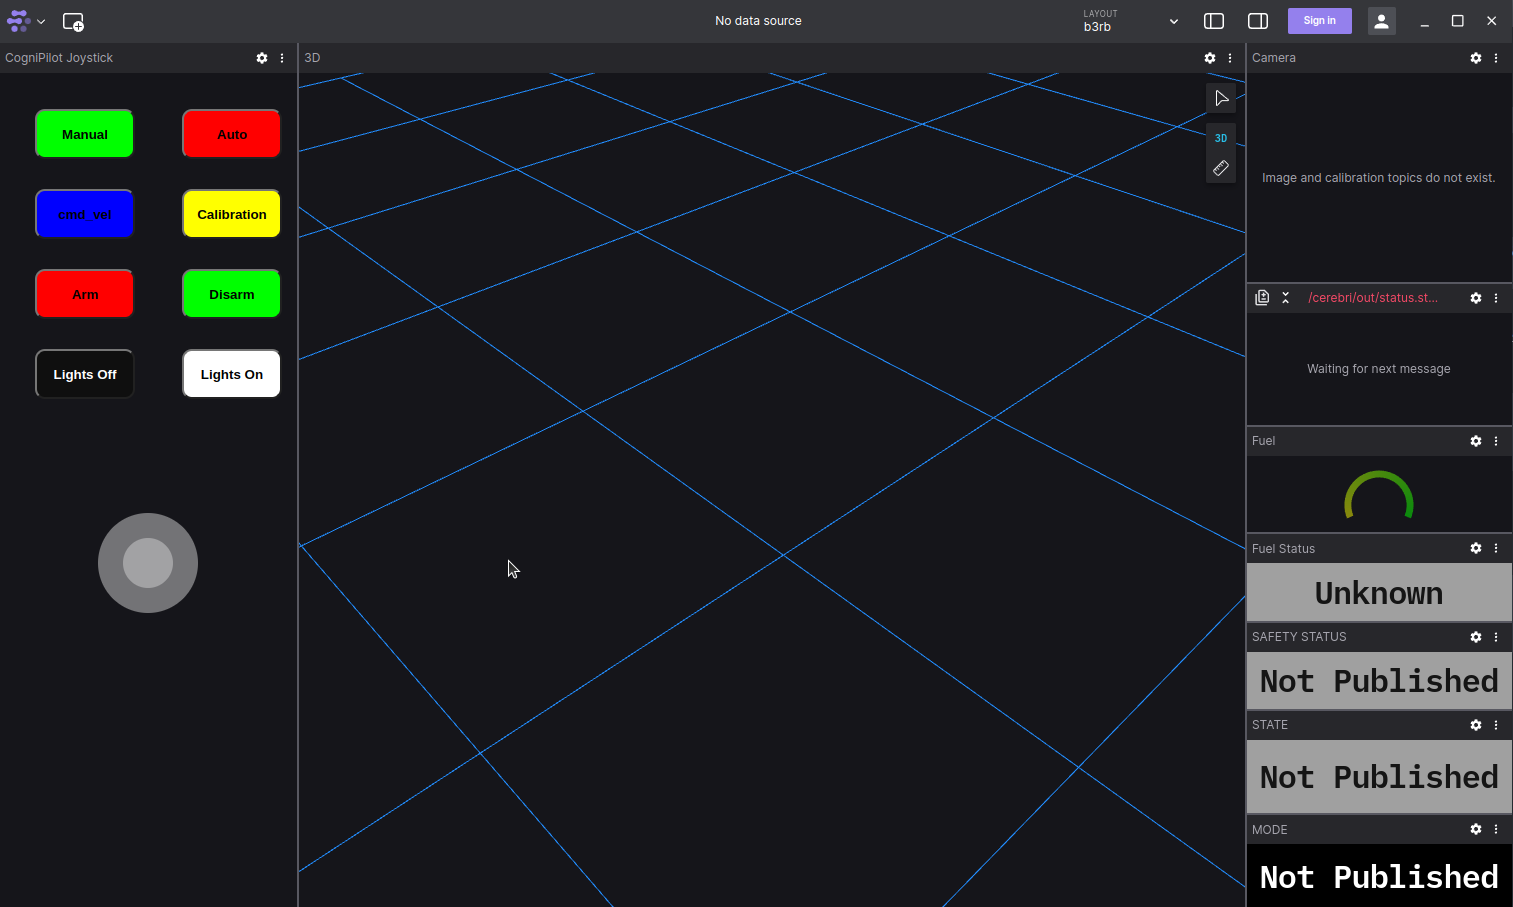 No data source
LAYOUT
b3rb
Sign in
CogniPilot Joystick
Manual
Auto
cmd_vel
Calibration
Arm
Disarm
Lights Off
Lights On
3D
3D
Camera
Image and calibration topics do not exist.
/cerebri/out/status.st...
Waiting for next message
Fuel
Fuel Status
Unknown
SAFETY STATUS
Not Published
STATE
Not Published
MODE
Not Published